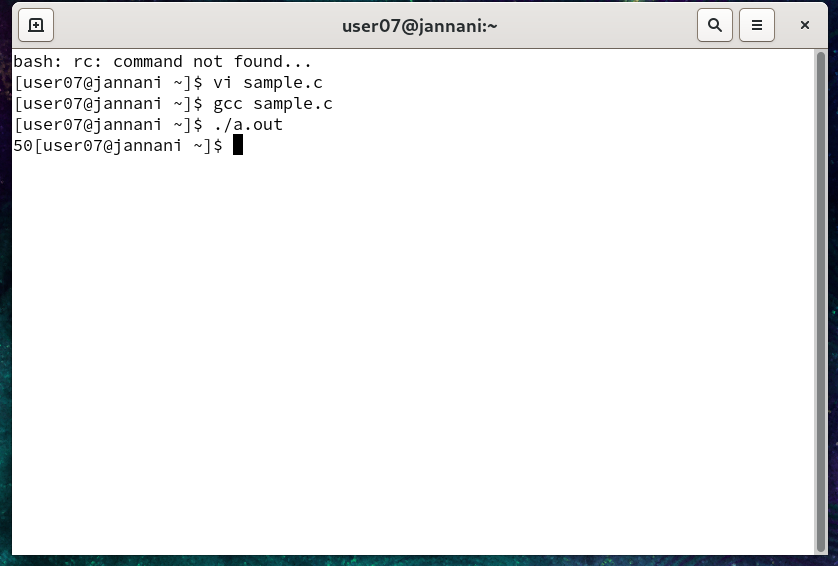 user07@jannani:~
bash: rc: command not found...
[user07@jannani ~]$ vi sample.c
[user07@jannani ~]$ gcc sample.c
[user07@jannani ~]$ ./a.out
50[user07@jannani ~]$